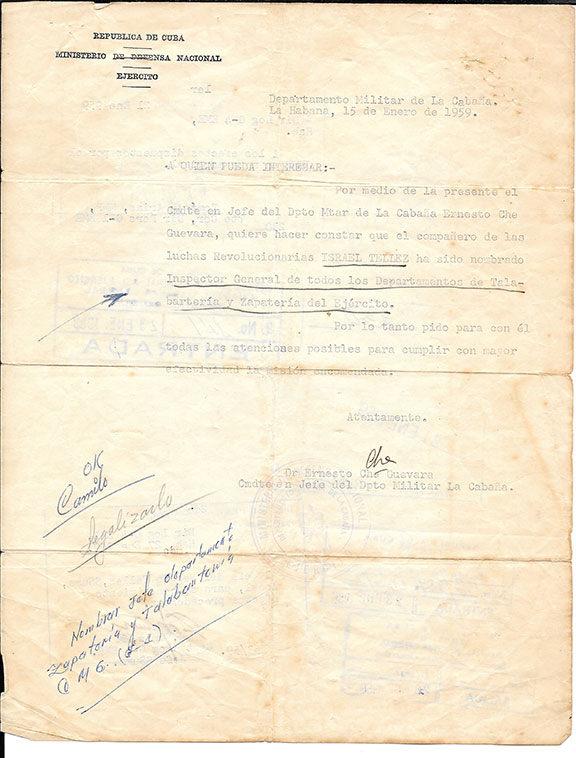 REPUBLICA DE CUBA
MINISTERIO DE DEFENSA NACIONAL
EJERCITO
Departamento Militar de La Cabaña.
La Habana, 15 de Enero de 1959.
A QUIEN PUEDA INTERESAR:-
Por medio de la presente el
Cmdte en Jefe del Dpto Mtar de La Cabaña Ernesto Che
Guevara, quiere hacer constar que el compañero de las
luchas Revolucionarias ISRAEL TELLEZ ha sido nombrado
Inspector General de todos los Departamentos de Tala-
bartería y Zapatería del Ejército.
Por lo tanto pido para con él
todas las atenciones posibles para cumplir con mayor
efectividad la misión encomendada.
Atentamente.
Che
Dr Ernesto Che Guevara
Cmdte en Jefe del Dpto Militar La Cabaña.
OK
Camilo
Legalizarlo
Nombrar Jefe departamento
Zapatería y Talabartería
M G.
ENTRADA